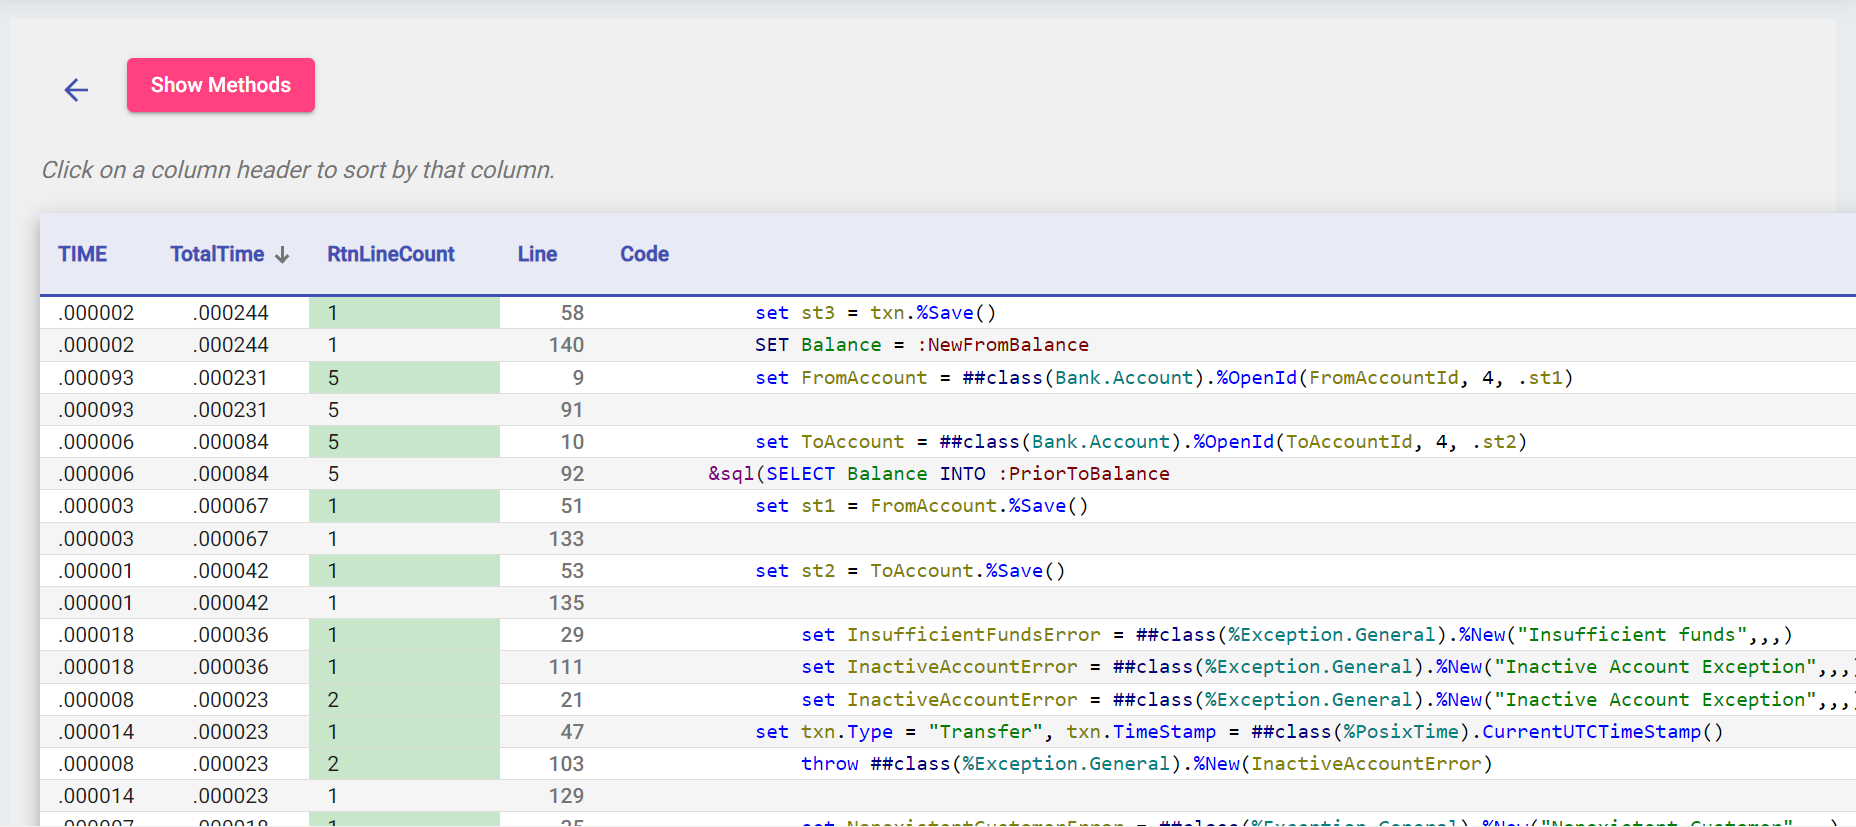 Show Methods
Click on a column header to sort by that column.
TIME TotalTime RtnLineCount Line Code
.000002 .000244 1 58 set st3 = txn.%Save()
.000002 .000244 1 140 SET Balance = :NewFromBalance
.000093 .000231 5 9 set FromAccount = ##class(Bank.Account).%OpenId(FromAccountId, 4, .st1)
.000093 .000231 5 91
.000006 .000084 5 10 set ToAccount = ##class(Bank.Account).%OpenId(ToAccountId, 4, .st2)
.000006 .000084 5 92 &sql(SELECT Balance INTO :PriorToBalance
.000003 .000067 1 51 set st1 = FromAccount.%Save()
.000003 .000067 1 133
.000001 .000042 1 53 set st2 = ToAccount.%Save()
.000001 .000042 1 135
.000018 .000036 1 29 set InsufficientFundsError = ##class(%Exception.General).%New("Insufficient funds",,,)
.000018 .000036 1 111 set InactiveAccountError = ##class(%Exception.General).%New("Inactive Account Exception",,,)
.000008 .000023 2 21 set InactiveAccountError = ##class(%Exception.General).%New("Inactive Account Exception",,,)
.000014 .000023 1 47 set txn.Type = "Transfer", txn.TimeStamp = ##class(%PosixTime).CurrentUTCTimeStamp()
.000008 .000023 2 103 throw ##class(%Exception.General).%New(InactiveAccountError)
.000014 .000023 1 129
set NonexistentCustomerError = ##class(%Exception.General).%New("Nonexistent Customer",,,)